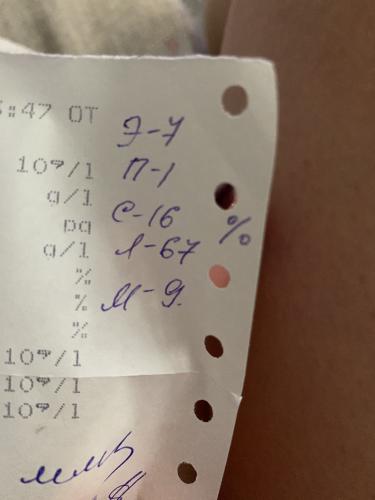 :47 ОТ
Э-7
10⁹/l П-1
g/l
pg С-16 %
g/l Л-67
%
% М-9.
%
10⁹/l
10⁹/l
10⁹/l